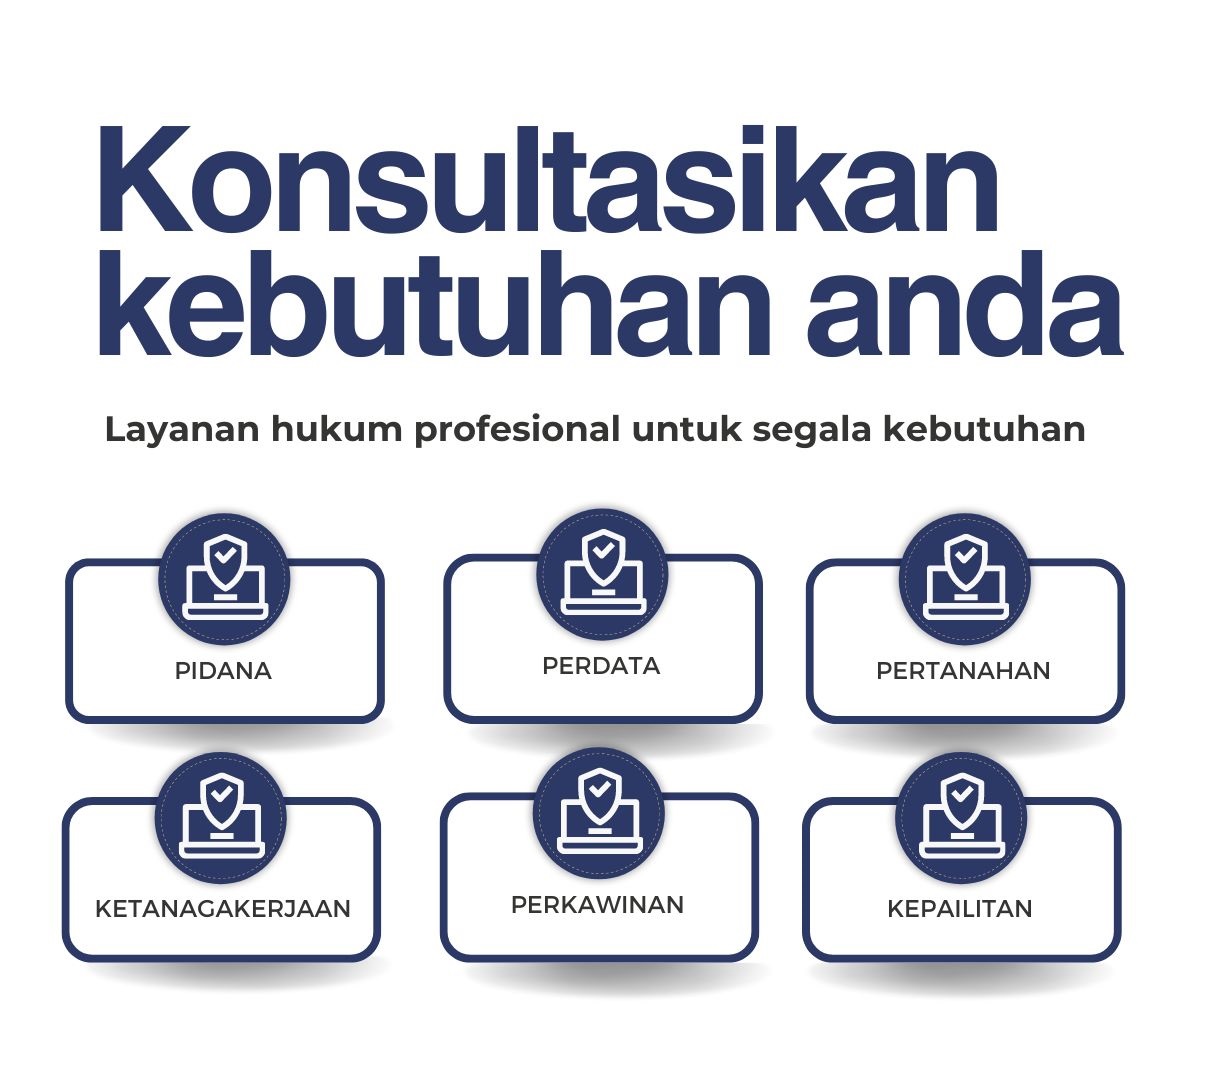 Konsultasikan
kebutuhan anda
Layanan hukum profesional untuk segala kebutuhan
PIDANA
PERDATA
PERTANAHAN
KETANAGAKERJAAN
PERKAWINAN
KEPAILITAN